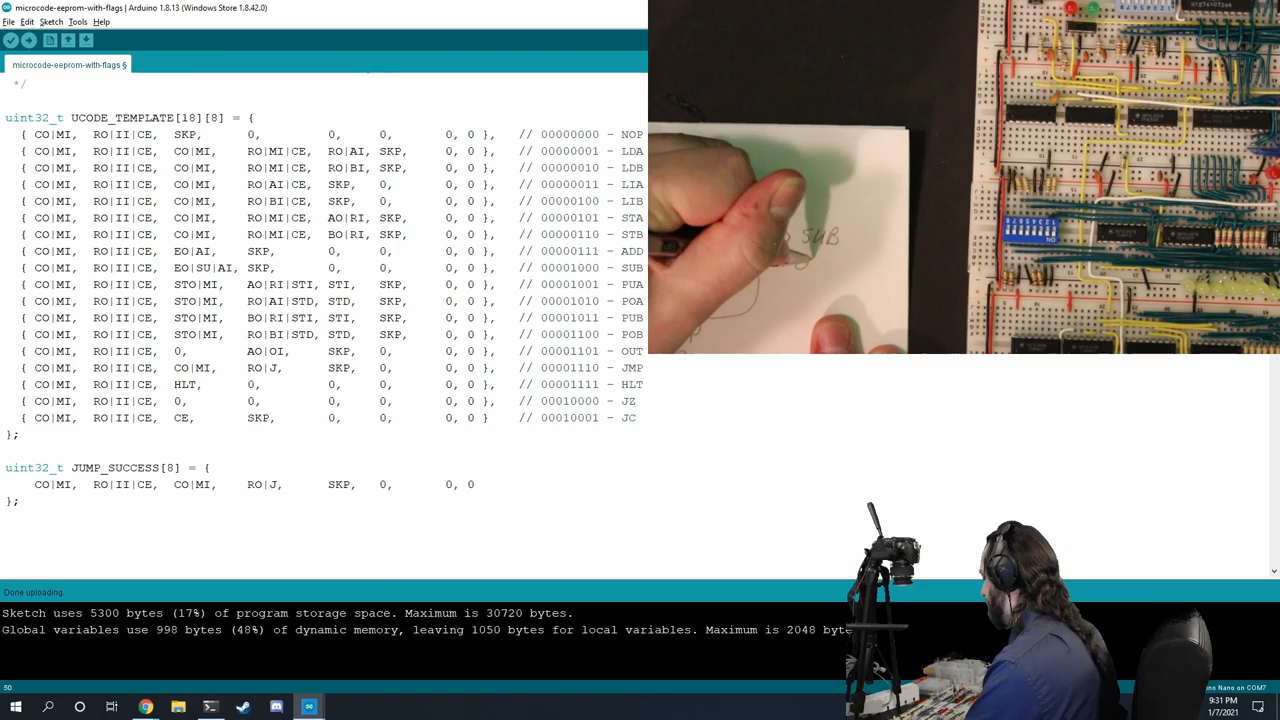 microcode-eeprom-with-flags | Arduino 1.8.13 (Windows Store 1.8.42.0)
File Edit Sketch Tools Help
microcode-eeprom-with-flags §
*/
uint32_t UCODE_TEMPLATE[18][8] = {
{ CO|MI, RO|II|CE, SKP, 0, 0, 0, 0, 0 }, // 00000000 - NOP
{ CO|MI, RO|II|CE, CO|MI, RO|MI|CE, RO|AI, SKP, 0, 0 }, // 00000001 - LDA
{ CO|MI, RO|II|CE, CO|MI, RO|MI|CE, RO|BI, SKP, 0, 0 }, // 00000010 - LDB
{ CO|MI, RO|II|CE, CO|MI, RO|AI|CE, SKP, 0, 0, 0 }, // 00000011 - LIA
{ CO|MI, RO|II|CE, CO|MI, RO|BI|CE, SKP, 0, 0, 0 }, // 00000100 - LIB
{ CO|MI, RO|II|CE, CO|MI, RO|MI|CE, AO|RI, SKP, 0, 0 }, // 00000101 - STA
{ CO|MI, RO|II|CE, CO|MI, RO|MI|CE, BO|RI, SKP, 0, 0 }, // 00000110 - STB
{ CO|MI, RO|II|CE, EO|AI, SKP, 0, 0, 0, 0 }, // 00000111 - ADD
{ CO|MI, RO|II|CE, EO|SU|AI, SKP, 0, 0, 0, 0 }, // 00001000 - SUB
{ CO|MI, RO|II|CE, STO|MI, AO|RI|STI, STI, SKP, 0, 0 }, // 00001001 - PUA
{ CO|MI, RO|II|CE, STO|MI, RO|AI|STD, STD, SKP, 0, 0 }, // 00001010 - POA
{ CO|MI, RO|II|CE, STO|MI, BO|RI|STI, STI, SKP, 0, 0 }, // 00001011 - PUB
{ CO|MI, RO|II|CE, STO|MI, RO|BI|STD, STD, SKP, 0, 0 }, // 00001100 - POB
{ CO|MI, RO|II|CE, 0, AO|OI, SKP, 0, 0, 0 }, // 00001101 - OUT
{ CO|MI, RO|II|CE, CO|MI, RO|J, SKP, 0, 0, 0 }, // 00001110 - JMP
{ CO|MI, RO|II|CE, HLT, 0, 0, 0, 0, 0 }, // 00001111 - HLT
{ CO|MI, RO|II|CE, 0, 0, 0, 0, 0, 0 }, // 00010000 - JZ
{ CO|MI, RO|II|CE, CE, SKP, 0, 0, 0, 0 } // 00010001 - JC
};
uint32_t JUMP_SUCCESS[8] = {
CO|MI, RO|II|CE, CO|MI, RO|J, SKP, 0, 0, 0
};
SUB
Done uploading.
Sketch uses 5300 bytes (17%) of program storage space. Maximum is 30720 bytes.
Global variables use 998 bytes (48%) of dynamic memory, leaving 1050 bytes for local variables. Maximum is 2048 byte
50
no Nano on COM7
9:31 PM
1/7/2021